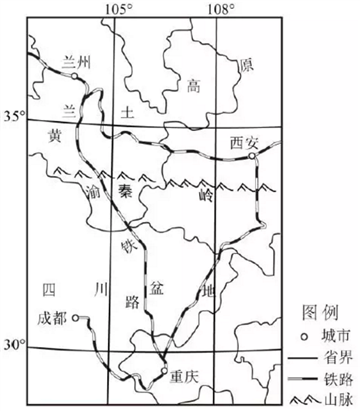 105° 108°
兰州
高 原
兰 土
35°
黄
西安
渝 秦 岭
铁
四 川 盆 地
路
成都
30°
重庆
图例
城市
省界
铁路
山脉